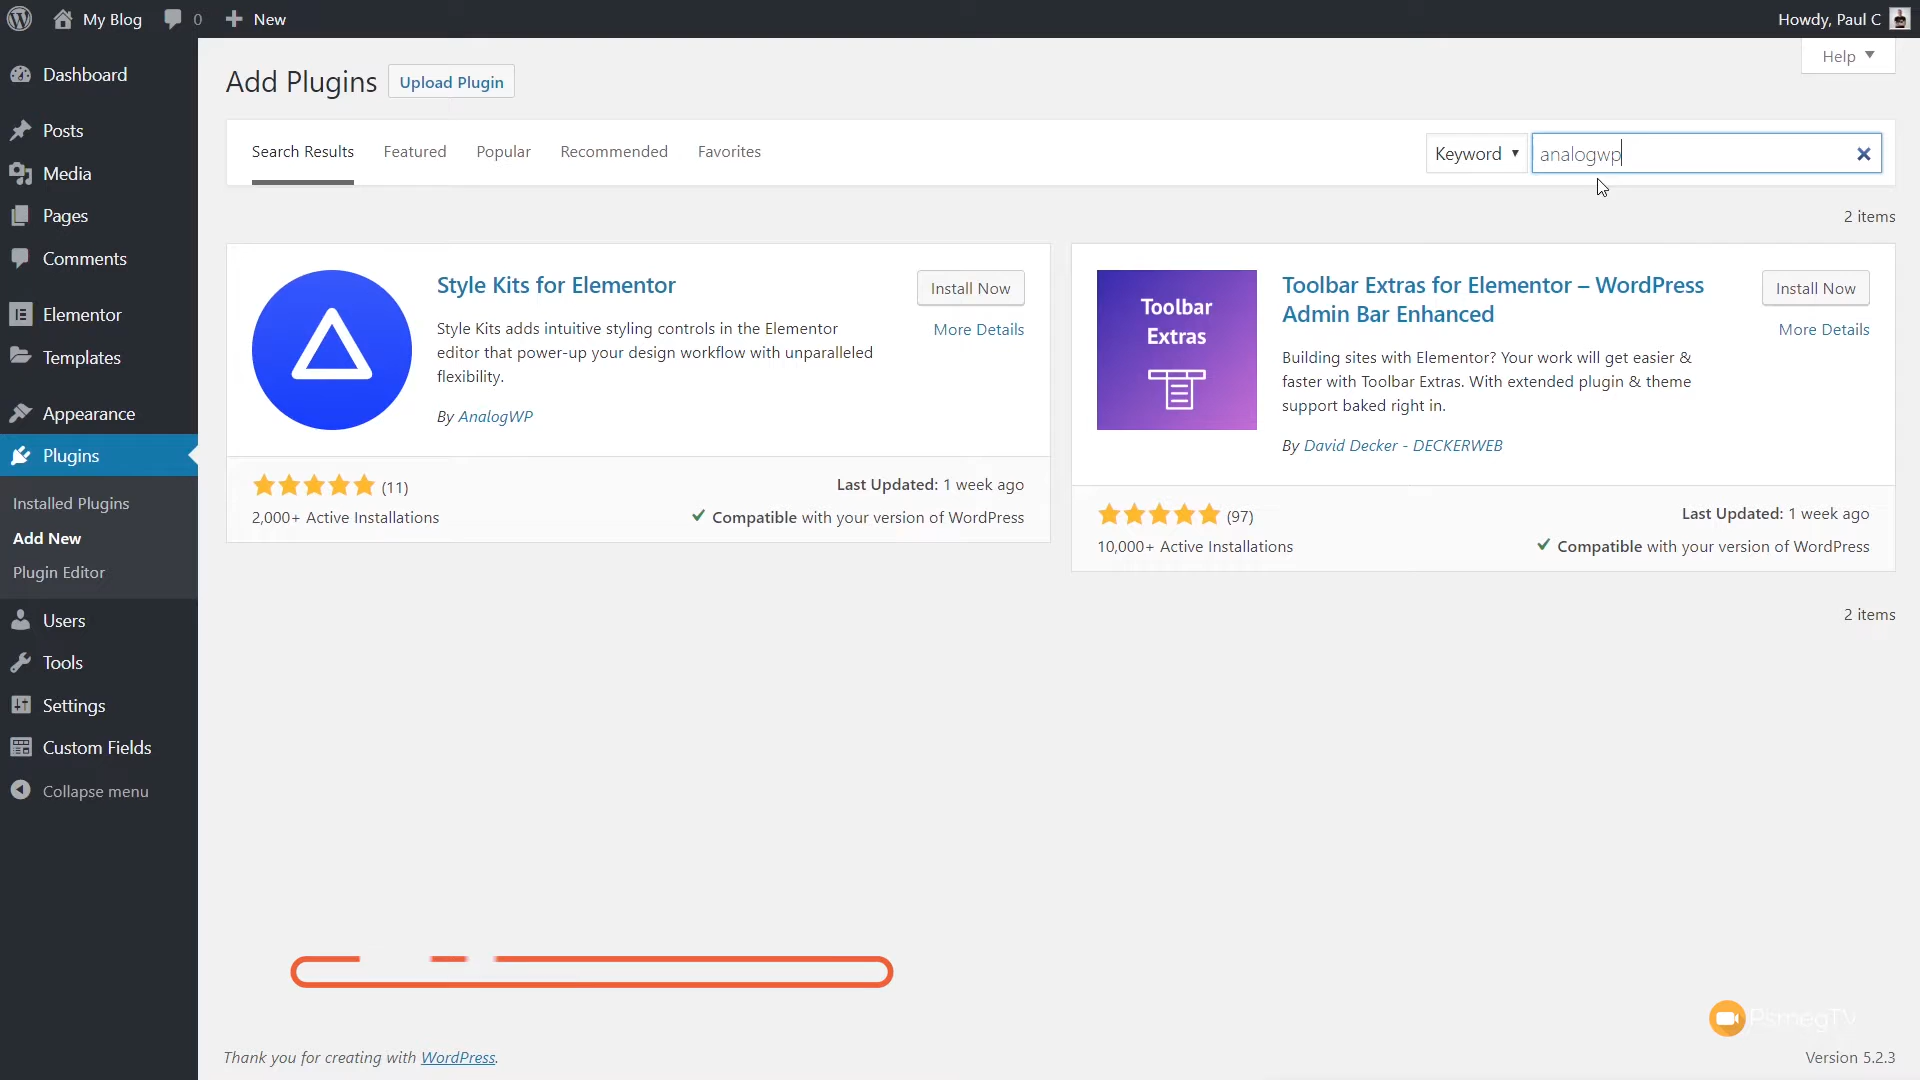 My Blog 0 New Howdy, Paul C
Help
Dashboard
Posts
Media
Pages
Comments
Elementor
Templates
Appearance
Plugins
Installed Plugins
Add New
Plugin Editor
Users
Tools
Settings
Custom Fields
Collapse menu
Add Plugins Upload Plugin
Search Results Featured Popular Recommended Favorites
Keyword analogwp
2 items
Style Kits for Elementor
Install Now
More Details
Style Kits adds intuitive styling controls in the Elementor
editor that power-up your design workflow with unparalleled
flexibility.
By AnalogWP
(11)
Last Updated: 1 week ago
2,000+ Active Installations
Compatible with your version of WordPress
Toolbar
Extras
Toolbar Extras for Elementor – WordPress
Admin Bar Enhanced
Install Now
More Details
Building sites with Elementor? Your work will get easier &
faster with Toolbar Extras. With extended plugin & theme
support baked right in.
By David Decker - DECKERWEB
(97)
Last Updated: 1 week ago
10,000+ Active Installations
Compatible with your version of WordPress
2 items
PsmegTV
Thank you for creating with WordPress.
Version 5.2.3